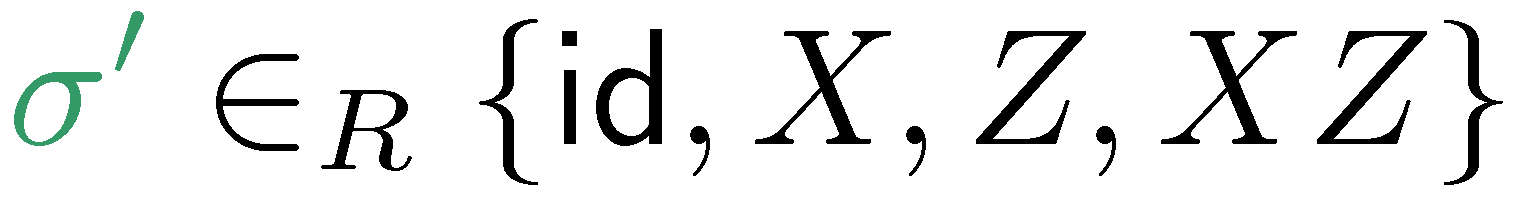 σ′ ∈_R {id, X, Z, XZ}